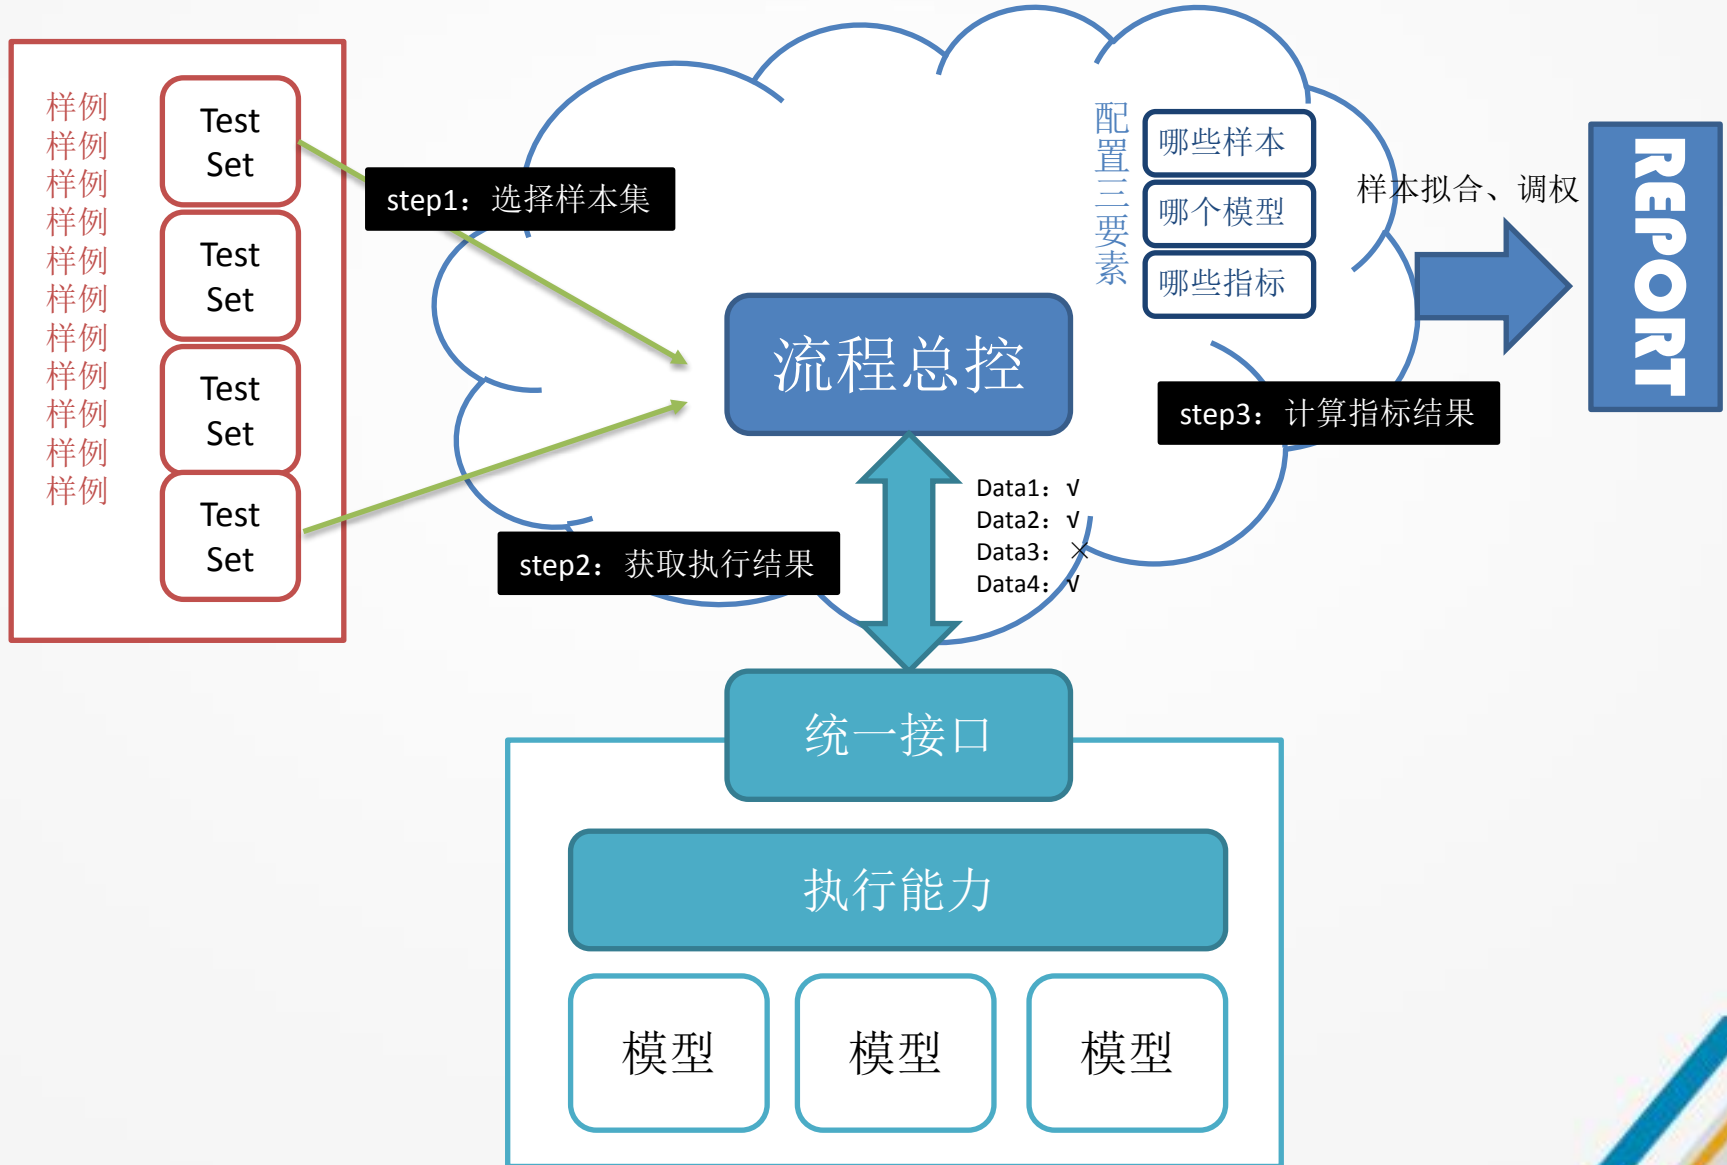 样例
样例
样例
样例
样例
样例
样例
样例
样例
样例
样例
Test
Set
Test
Set
Test
Set
Test
Set
step1：选择样本集
配置三要素
哪些样本
哪个模型
哪些指标
样本拟合、调权
REPORT
流程总控
step3：计算指标结果
Data1：√
Data2：√
Data3：×
Data4：√
step2：获取执行结果
统一接口
执行能力
模型
模型
模型